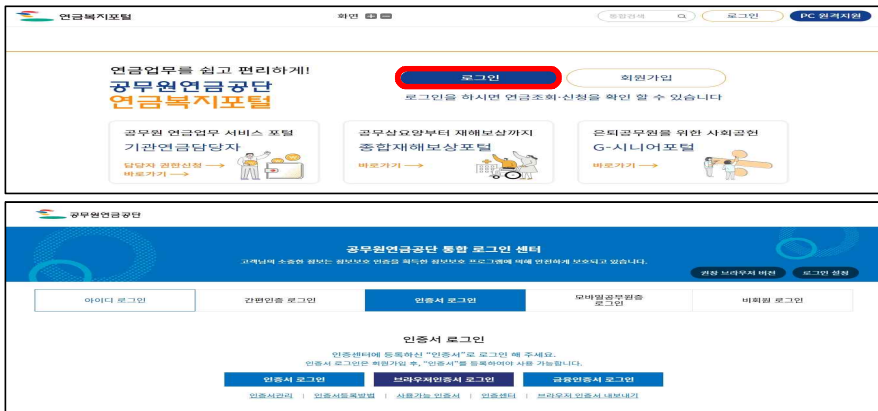 연금복지포털
화면
통합검색
로그인
PC 원격지원
연금업무를 쉽고 편리하게!
공무원연금공단
연금복지포털
로그인
회원가입
로그인을 하시면 연금조회·신청을 확인 할 수 있습니다
공무원 연금업무 서비스 포털
기관연금담당자
담당자 권한신청 →
바로가기 →
공무상요양부터 재해보상까지
종합재해보상포털
바로가기 →
은퇴공무원을 위한 사회공헌
G-시니어포털
바로가기 →
공무원연금공단
공무원연금공단 통합 로그인 센터
고객님의 소중한 정보는 정보보호 인증을 획득한 정보보호 프로그램에 의해 안전하게 보호되고 있습니다.
권장 브라우저 버전
로그인 설정
아이디 로그인
간편인증 로그인
인증서 로그인
모바일공무원증
로그인
비회원 로그인
인증서 로그인
인증센터에 등록하신 "인증서"로 로그인 해 주세요.
인증서 로그인은 회원가입 후, "인증서"를 등록하여야 사용 가능합니다.
인증서 로그인
브라우저인증서 로그인
금융인증서 로그인
인증서관리 | 인증서등록방법 | 사용가능 인증서 | 인증센터 | 브라우저 인증서 내보내기